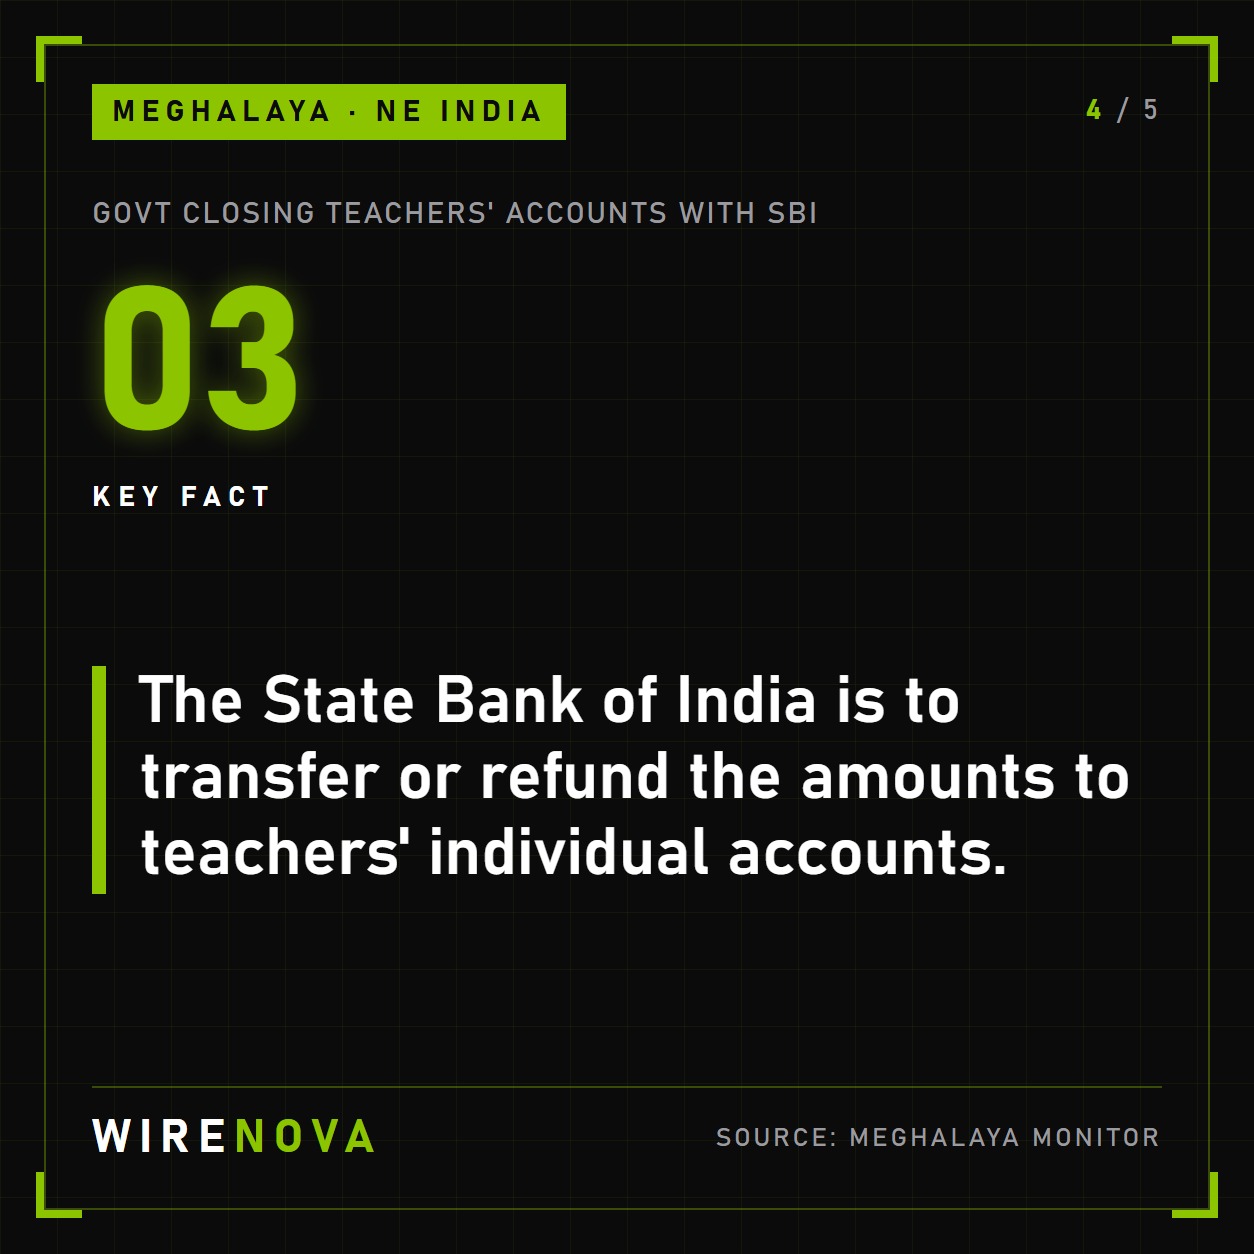 MEGHALAYA · NE INDIA
4 / 5
GOVT CLOSING TEACHERS' ACCOUNTS WITH SBI
03
KEY FACT
The State Bank of India is to
transfer or refund the amounts to
teachers' individual accounts.
WIRENOVA
SOURCE: MEGHALAYA MONITOR